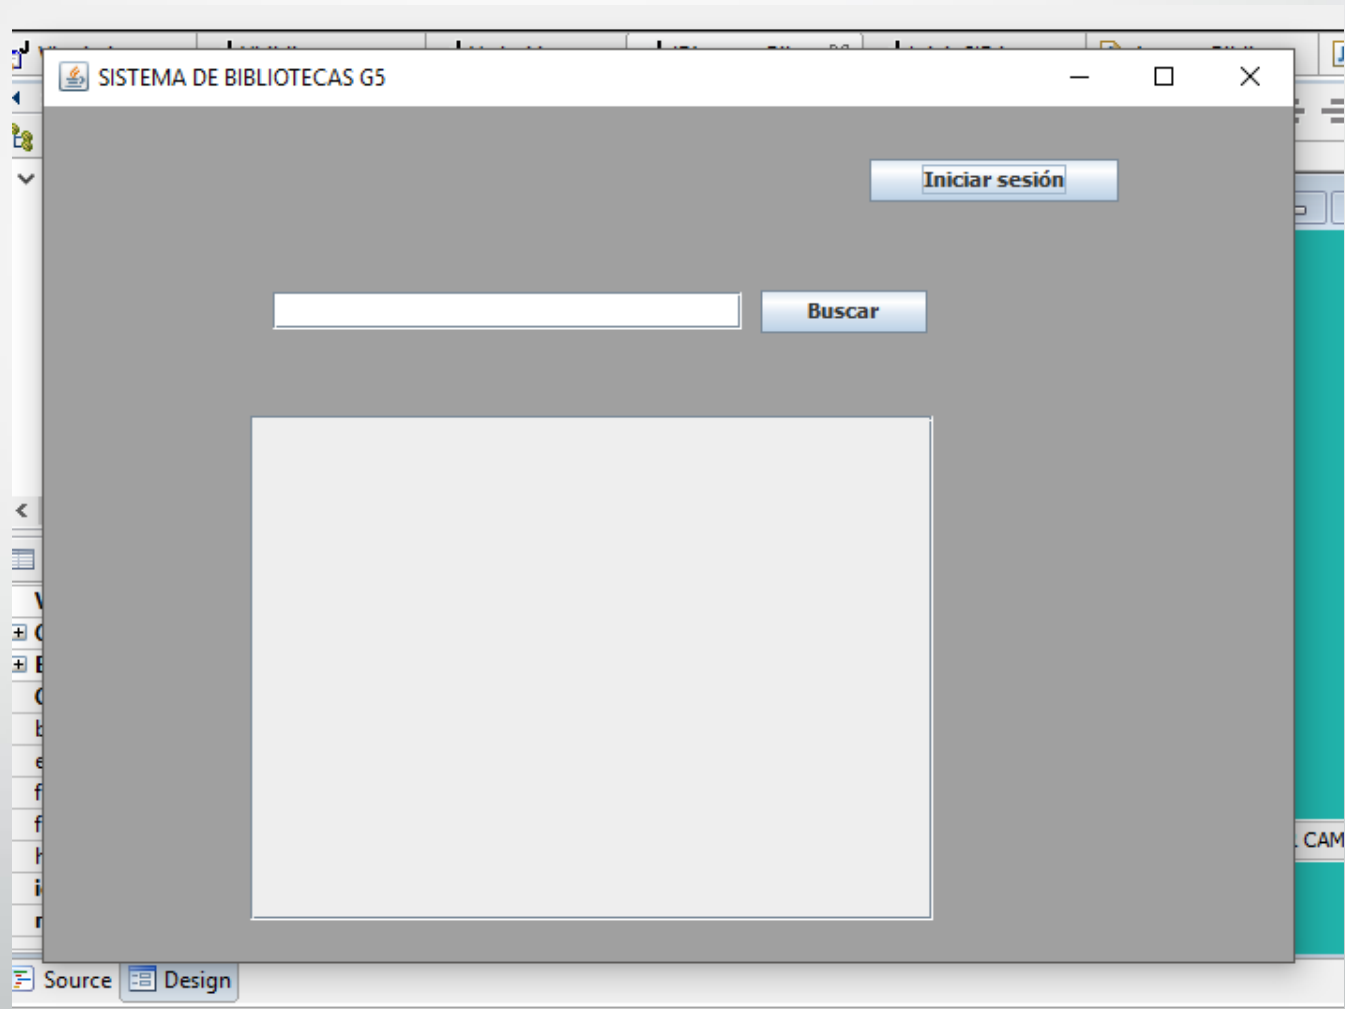 SISTEMA DE BIBLIOTECAS G5
Iniciar sesión
Buscar
CAM
Source
Design